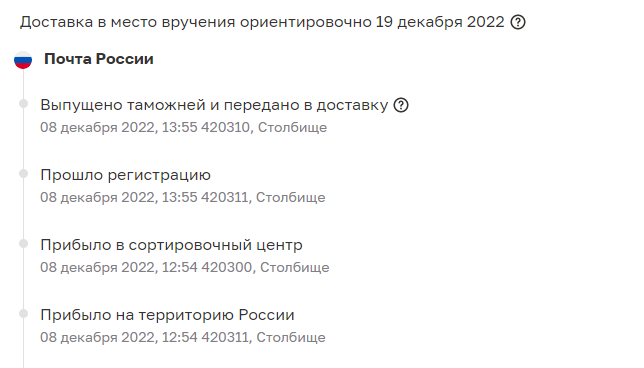 Доставка в место вручения ориентировочно 19 декабря 2022 ?
Почта России
Выпущено таможней и передано в доставку ?
08 декабря 2022, 13:55 420310, Столбище
Прошло регистрацию
08 декабря 2022, 13:55 420311, Столбище
Прибыло в сортировочный центр
08 декабря 2022, 12:54 420300, Столбище
Прибыло на территорию России
08 декабря 2022, 12:54 420311, Столбище